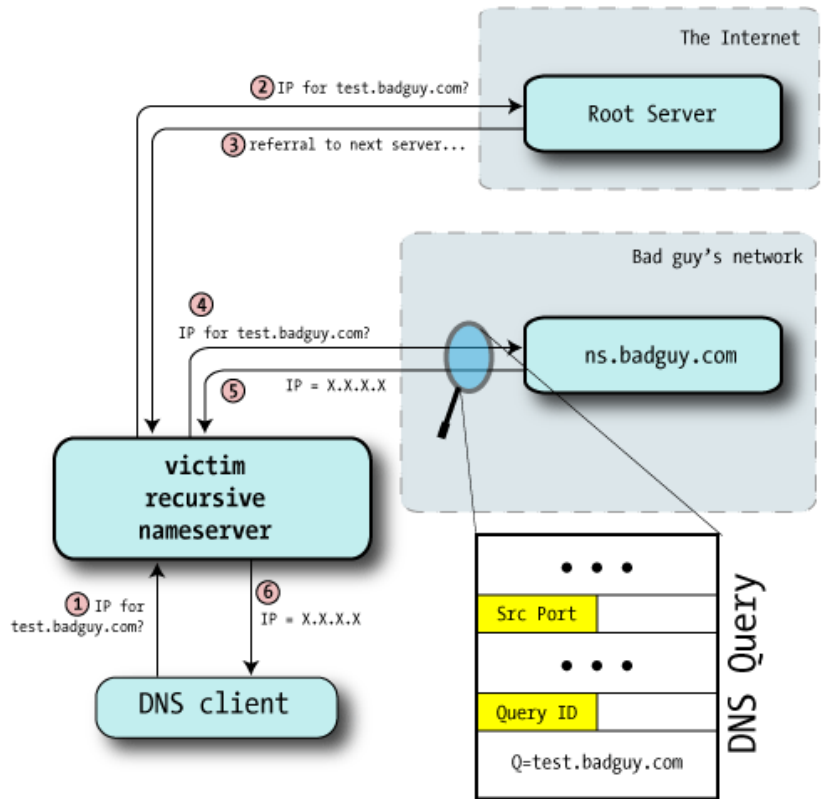 The Internet
② IP for test.badguy.com?
Root Server
③ referral to next server...
Bad guy's network
④
IP for test.badguy.com?
ns.badguy.com
⑤ IP = X.X.X.X
victim
recursive
nameserver
① IP for
test.badguy.com?
⑥
IP = X.X.X.X
DNS client
• • •
Src Port
• • •
Query ID
Q=test.badguy.com
DNS Query